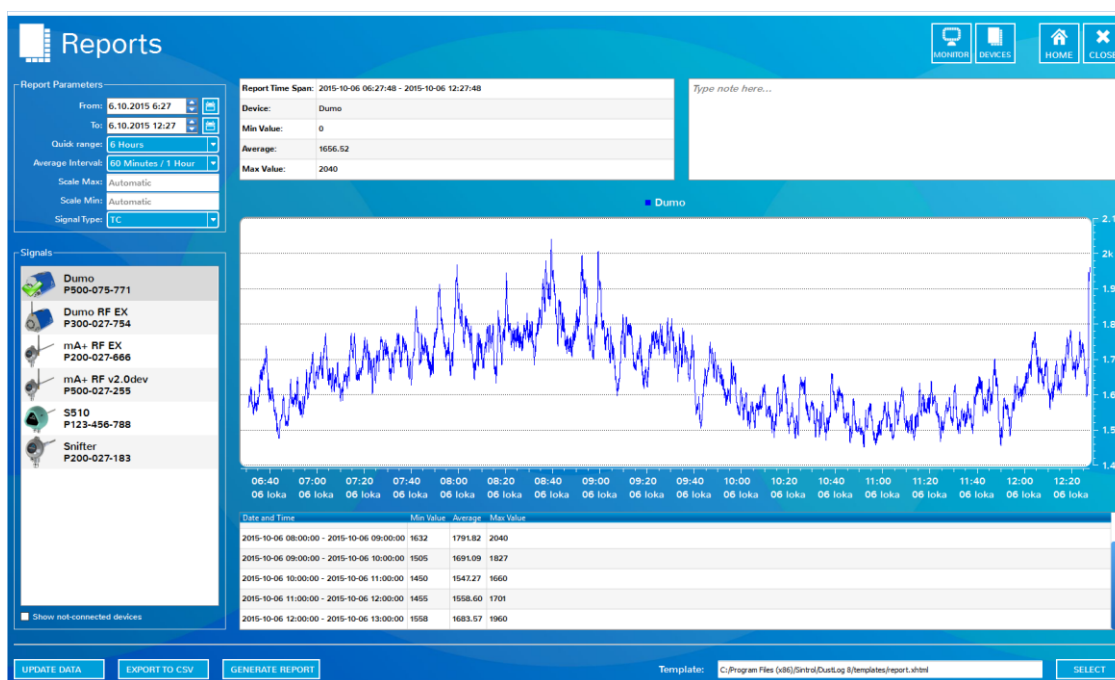 Reports
MONITOR DEVICES HOME CLOSE
Report Parameters
From: 6.10.2015 6:27
To: 6.10.2015 12:27
Quick range: 6 Hours
Average Interval: 60 Minutes / 1 Hour
Scale Max: Automatic
Scale Min: Automatic
Signal Type: TC
Report Time Span: 2015-10-06 06:27:48 - 2015-10-06 12:27:48
Device: Dumo
Min Value: 0
Average: 1656.52
Max Value: 2040
Type note here...
Signals
Dumo
P500-075-771
Dumo RF EX
P300-027-754
mA+ RF EX
P200-027-666
mA+ RF v2.0dev
P500-027-255
S510
P123-456-788
Snifter
P200-027-183
Show not-connected devices
Dumo
2.1
2k
1.9
1.8
1.7
1.6
1.5
1.4
06:40 07:00 07:20 07:40 08:00 08:20 08:40 09:00 09:20 09:40 10:00 10:20 10:40 11:00 11:20 11:40 12:00 12:20
06 loka 06 loka 06 loka 06 loka 06 loka 06 loka 06 loka 06 loka 06 loka 06 loka 06 loka 06 loka 06 loka 06 loka 06 loka 06 loka 06 loka 06 loka
Date and Time Min Value Average Max Value
2015-10-06 08:00:00 - 2015-10-06 09:00:00 1632 1791.82 2040
2015-10-06 09:00:00 - 2015-10-06 10:00:00 1505 1691.09 1827
2015-10-06 10:00:00 - 2015-10-06 11:00:00 1450 1547.27 1660
2015-10-06 11:00:00 - 2015-10-06 12:00:00 1455 1558.60 1701
2015-10-06 12:00:00 - 2015-10-06 13:00:00 1558 1683.57 1960
UPDATE DATA EXPORT TO CSV GENERATE REPORT Template: C:/Program Files (x86)/Sintrol/DustLog 8/templates/report.xhtml SELECT